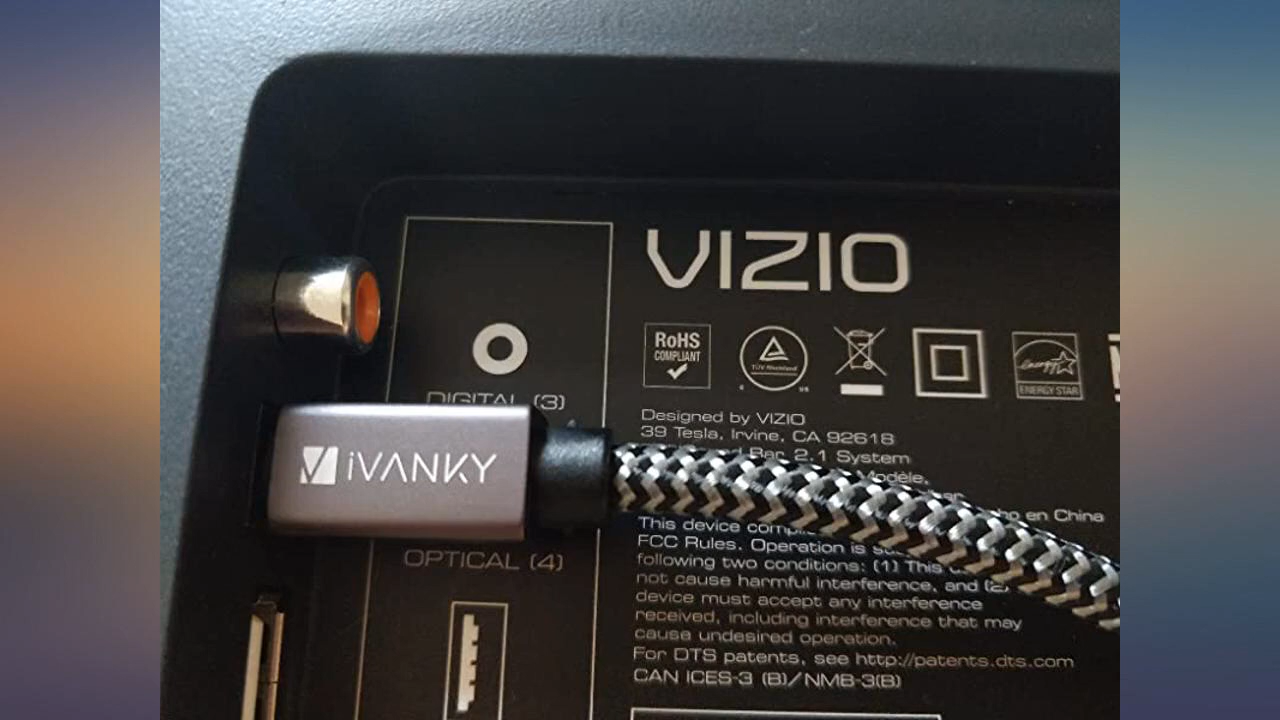 VIZIO
RoHS
COMPLIANT
TÜV Rheinland
C US
energy
ENERGY STAR
DIGITAL (3)
iVANKY
OPTICAL (4)
Designed by VIZIO
39 Tesla, Irvine, CA 92618
Bar 2.1 System
Modèle,
en China
This device
FCC Rules. Operation is
following two conditions: (1) This
not cause harmful interference, and (2)
device must accept any interference
received, including interference that may
cause undesired operation.
For DTS patents, see http://patents.dts.com
CAN ICES-3 (B)/NMB-3(B)